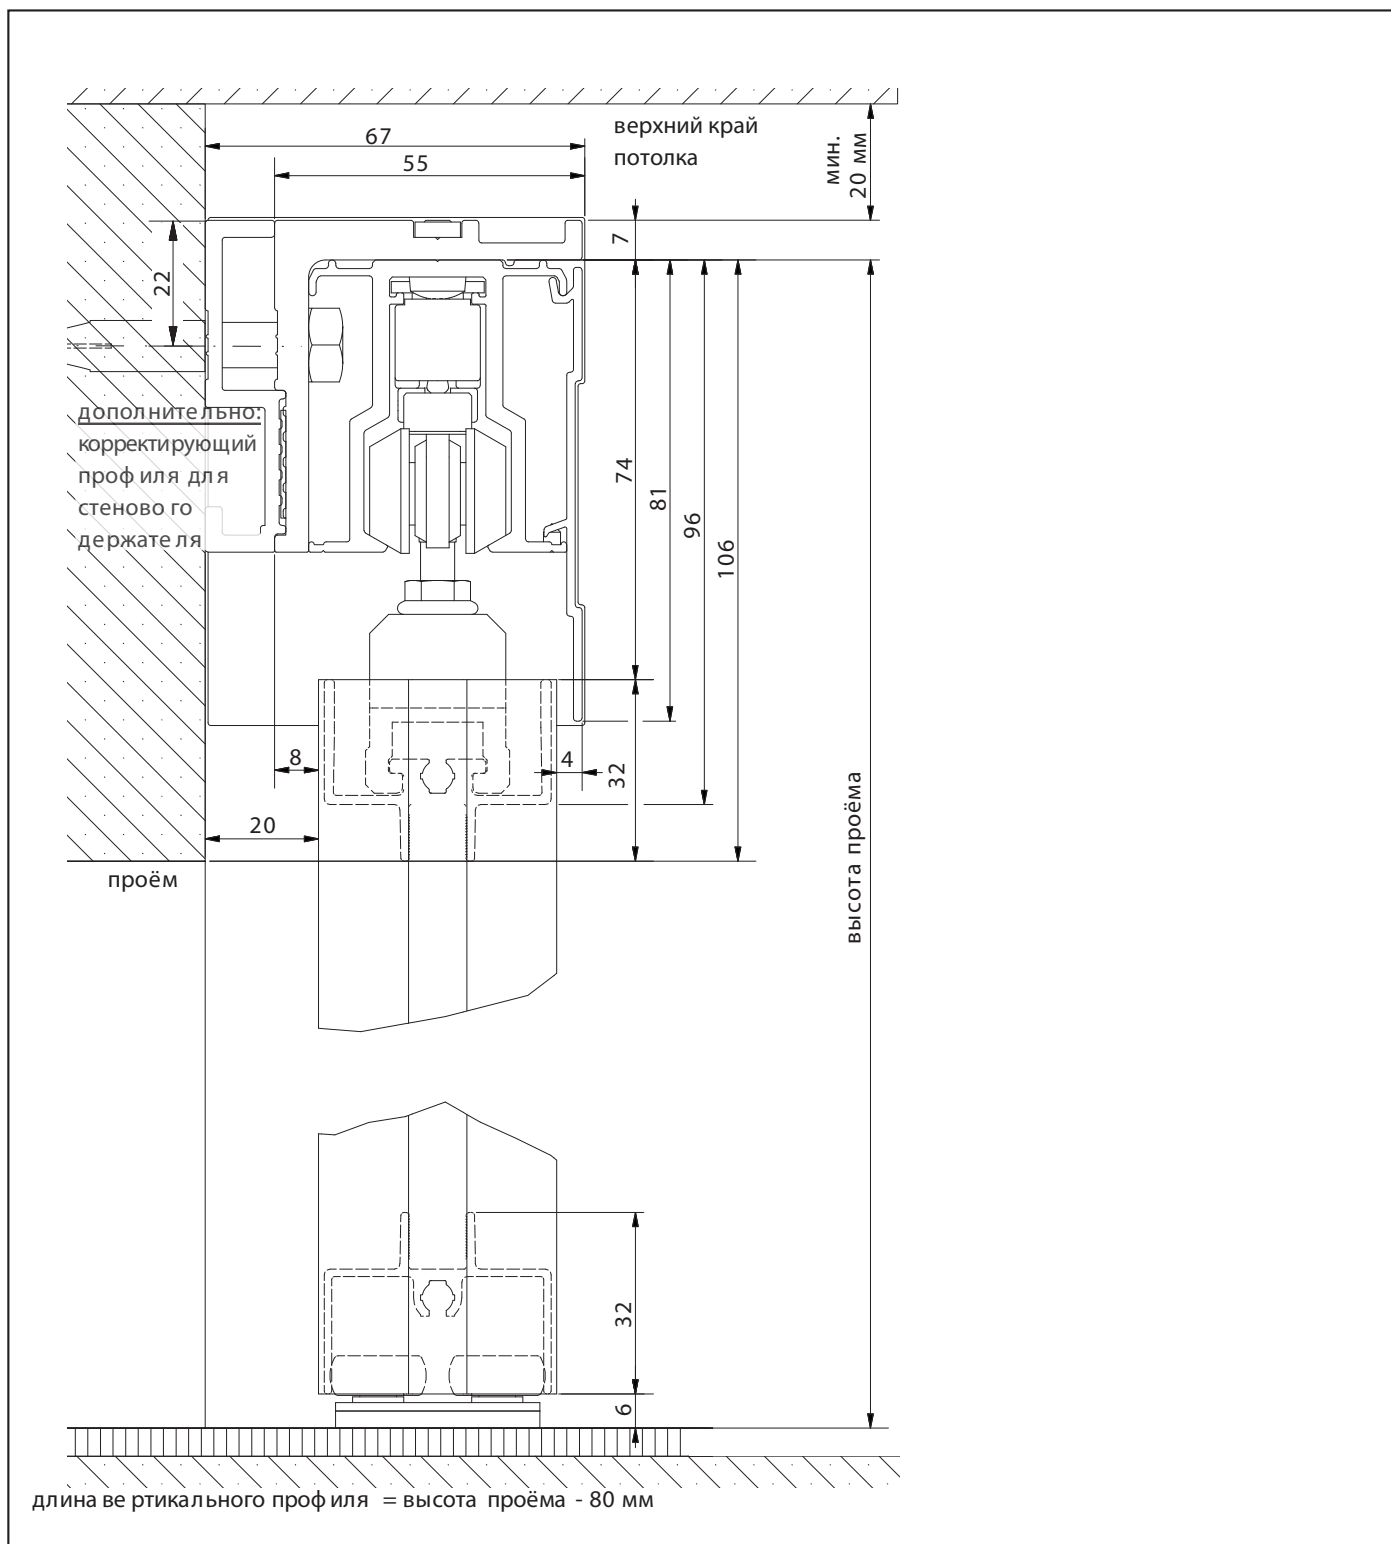 67
55
верхний край
потолка
мин.
20 мм
7
22
дополнительно:
корректирующий
профиля для
стенового
держателя
74
81
96
106
8
4
32
20
проём
высота проёма
32
6
длина вертикального профиля = высота проёма - 80 мм